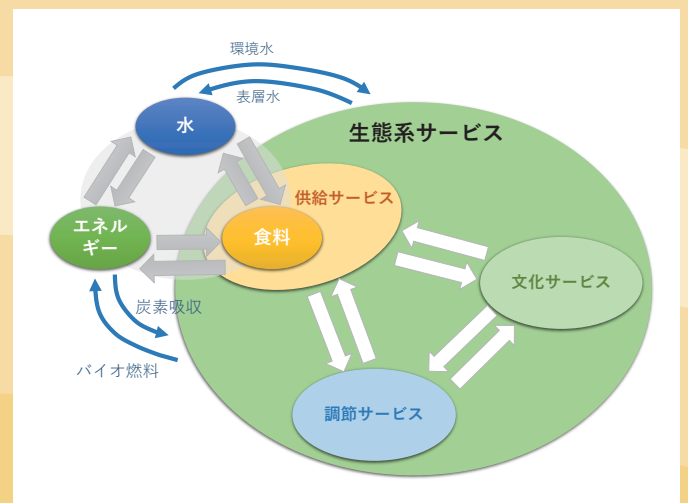 環境水
表層水
水
生態系サービス
供給サービス
エネル
ギー
食料
文化サービス
炭素吸収
バイオ燃料
調節サービス